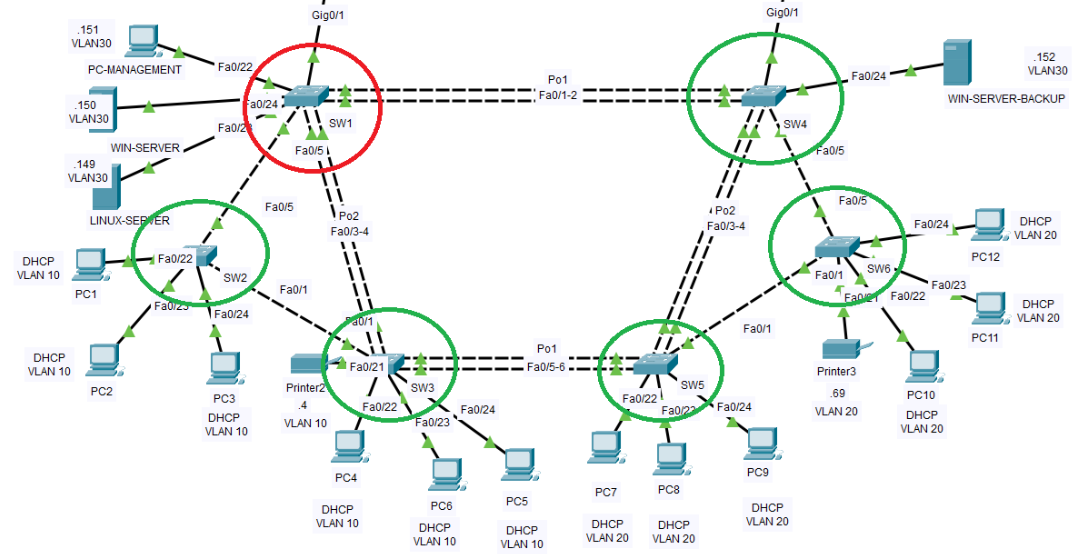 Gig0/1
Gig0/1
.151
VLAN30
PC-MANAGEMENT
Fa0/22
.150
VLAN30
WIN-SERVER
Fa0/24
.149
VLAN30
LINUX-SERVER
SW1
Fa0/5
Po1
Fa0/1-2
SW4
Fa0/5
Fa0/24
.152
VLAN30
WIN-SERVER-BACKUP
Fa0/5
Po2
Fa0/3-4
Po2
Fa0/3-4
Fa0/5
Fa0/24
DHCP
VLAN 20
PC12
DHCP
VLAN 10
PC1
Fa0/22
SW2
Fa0/23
Fa0/24
Fa0/1
DHCP
VLAN 10
PC2
PC3
DHCP
VLAN 10
Fa0/1
SW6
Fa0/21
Fa0/22
Fa0/23
DHCP
VLAN 20
PC11
Fa0/1
Printer3
.69
VLAN 20
PC10
DHCP
VLAN 20
Fa0/1
Printer2
.4
VLAN 10
Fa0/21
SW3
Fa0/22
Fa0/23
Fa0/24
Po1
Fa0/5-6
SW5
Fa0/22
Fa0/24
PC4
DHCP
VLAN 10
PC6
DHCP
VLAN 10
PC5
DHCP
VLAN 10
PC7
DHCP
VLAN 20
PC8
DHCP
VLAN 20
PC9
DHCP
VLAN 20